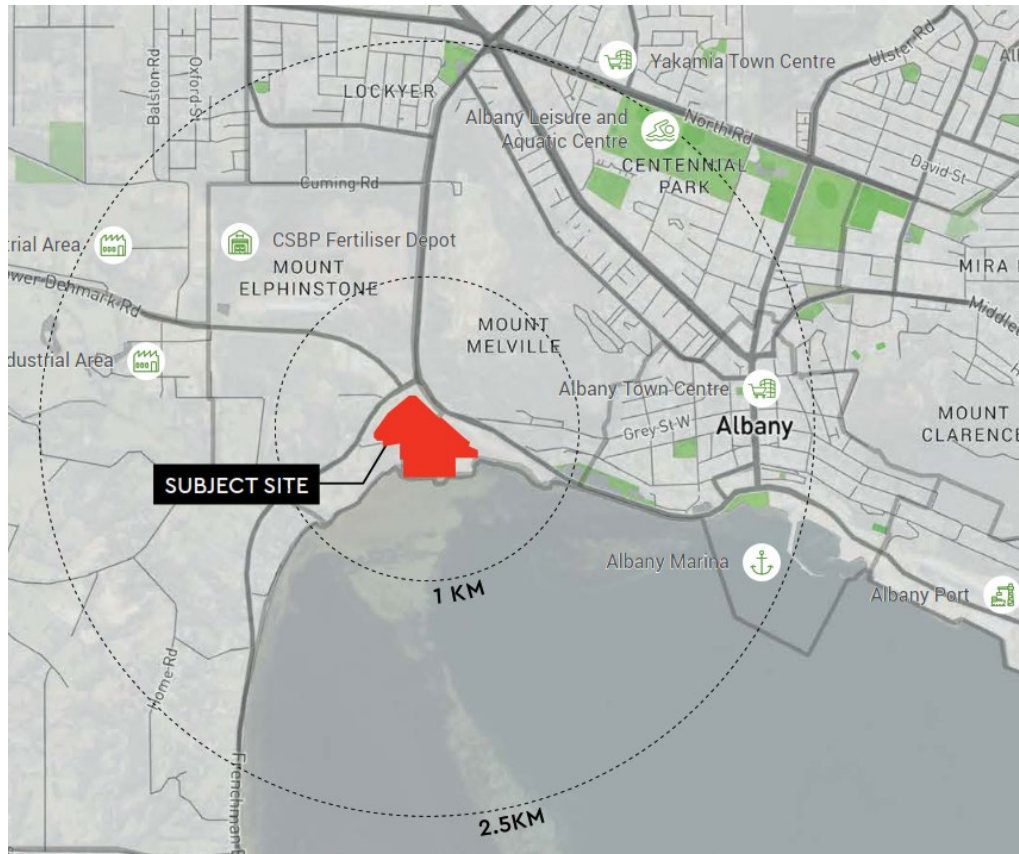 Balston Rd
Oxford St
LOCKYER
Yakamia Town Centre
Ulster Rd
Albany Leisure and
Aquatic Centre
North Rd
CENTENNIAL
PARK
David St
Cuming Rd
trial Area
CSBP Fertiliser Depot
MOUNT
ELPHINSTONE
MIRA
ower Denmark Rd
MOUNT
MELVILLE
dustrial Area
Albany Town Centre
Grey St W
Albany
MOUNT
CLARENCE
SUBJECT SITE
Albany Marina
1 KM
Albany Port
Home Rd
Frenchman
2.5KM